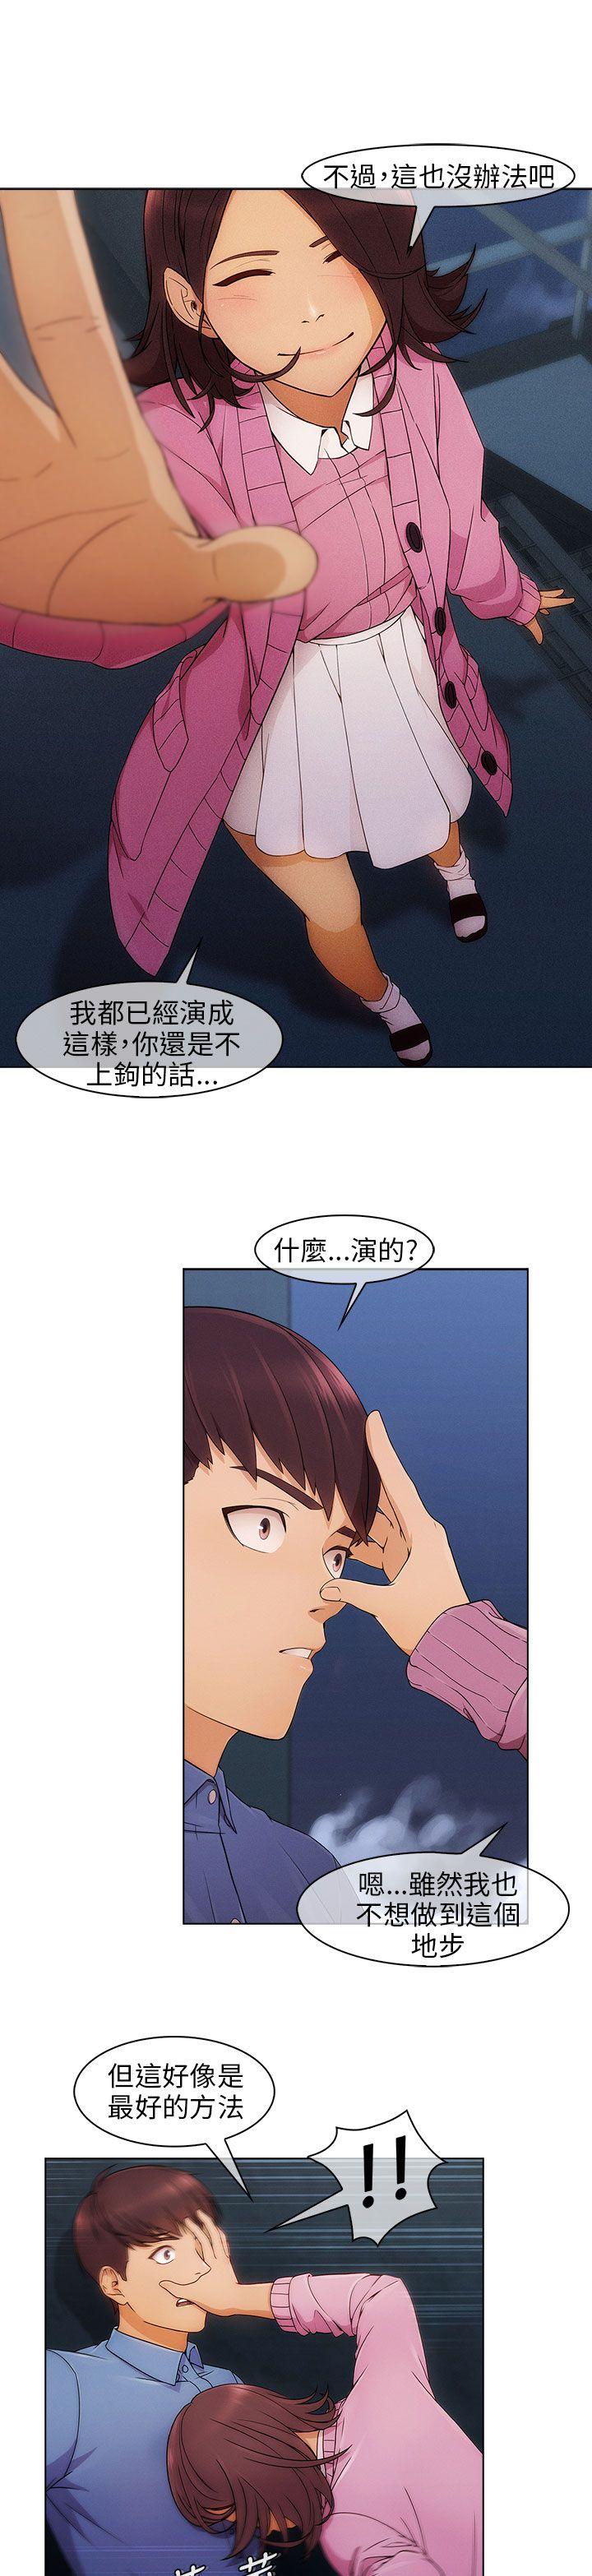 不過,這也沒辦法吧
我都已經演成
這樣,你還是不
上鉤的話...
什麼...演的?
嗯...雖然我也
不想做到這個
地步
但這好像是
最好的方法
!!